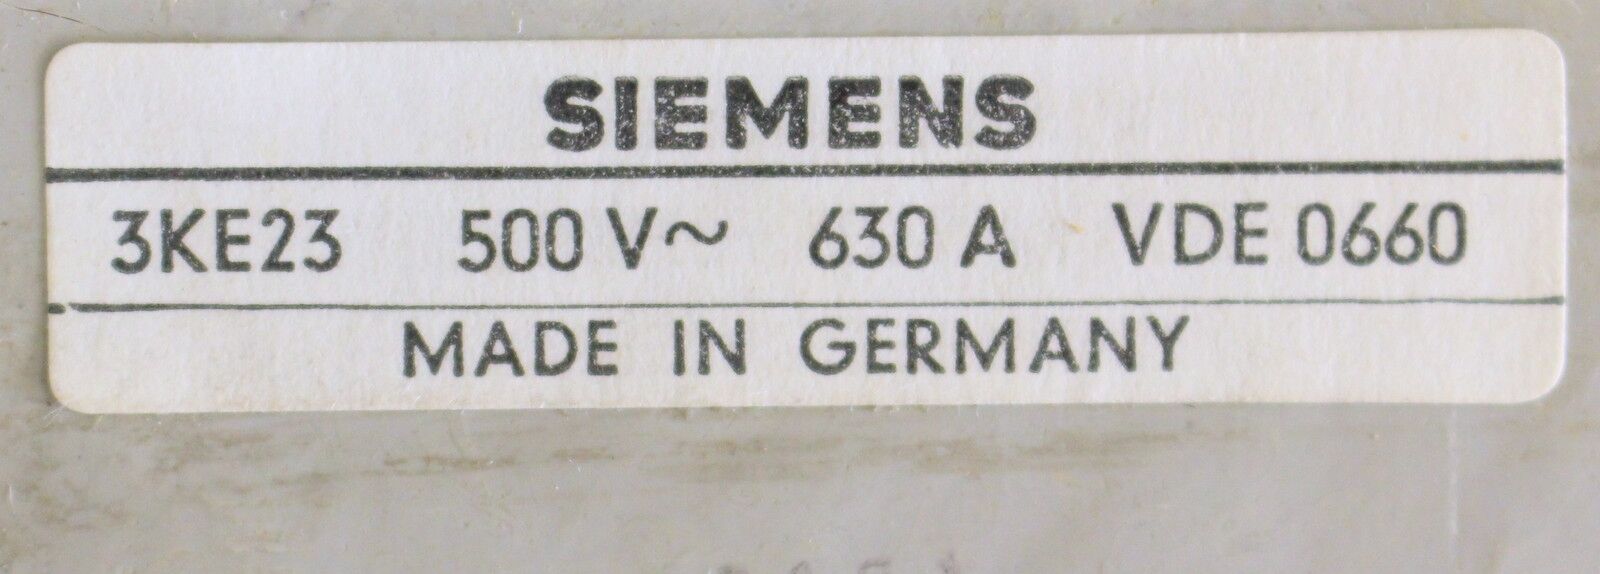 SIEMENS
3KE23 500 V~ 630 A VDE 0660
MADE IN GERMANY